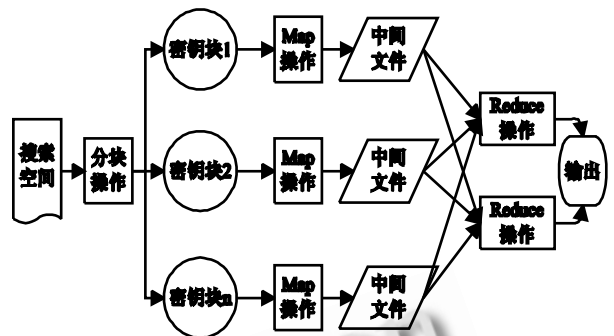 搜索
空间
分块
操作
密钥块1
Map
操作
中间
文件
密钥块2
Map
操作
中间
文件
密钥块n
Map
操作
中间
文件
Reduce
操作
Reduce
操作
输出